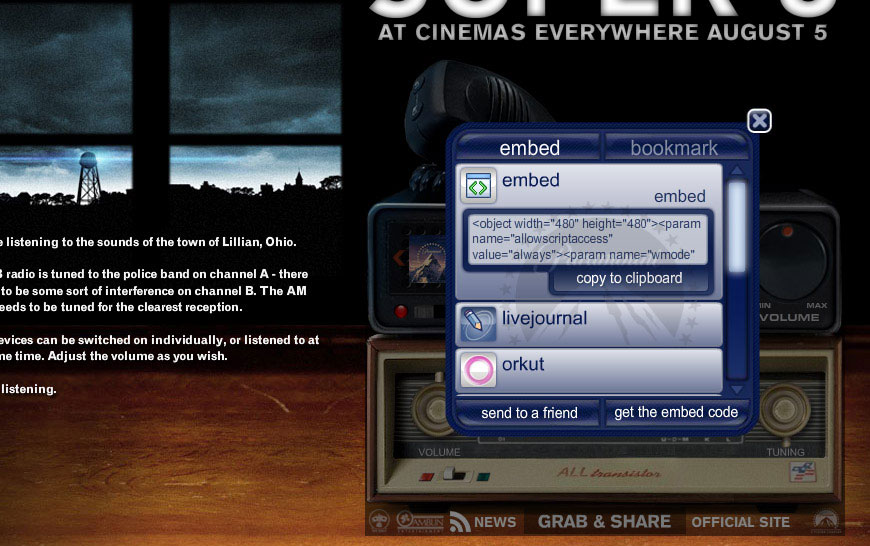 SUPER 8
AT CINEMAS EVERYWHERE AUGUST 5
e listening to the sounds of the town of Lillian, Ohio.
radio is tuned to the police band on channel A - there
to be some sort of interference on channel B. The AM
eeds to be tuned for the clearest reception.
evices can be switched on individually, or listened to at
me time. Adjust the volume as you wish.
listening.
embed
bookmark
embed
embed
<object width="480" height="480"><param
name="allowscriptaccess"
value="always"><param name="wmode"
copy to clipboard
livejournal
orkut
send to a friend
get the embed code
MIN MAX
VOLUME
VOLUME
TUNING
ALL transistor
NEWS
GRAB & SHARE
OFFICIAL SITE